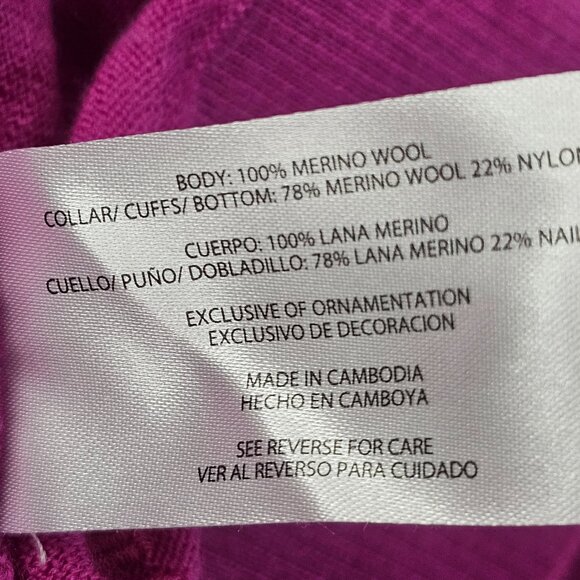 BODY: 100% MERINO WOOL
COLLAR/ CUFFS/ BOTTOM: 78% MERINO WOOL 22% NYLON
CUERPO: 100% LANA MERINO
CUELLO/ PUÑO/ DOBLADILLO: 78% LANA MERINO 22% NAIL
EXCLUSIVE OF ORNAMENTATION
EXCLUSIVO DE DECORACION
MADE IN CAMBODIA
HECHO EN CAMBOYA
SEE REVERSE FOR CARE
VER AL REVERSO PARA CUIDADO